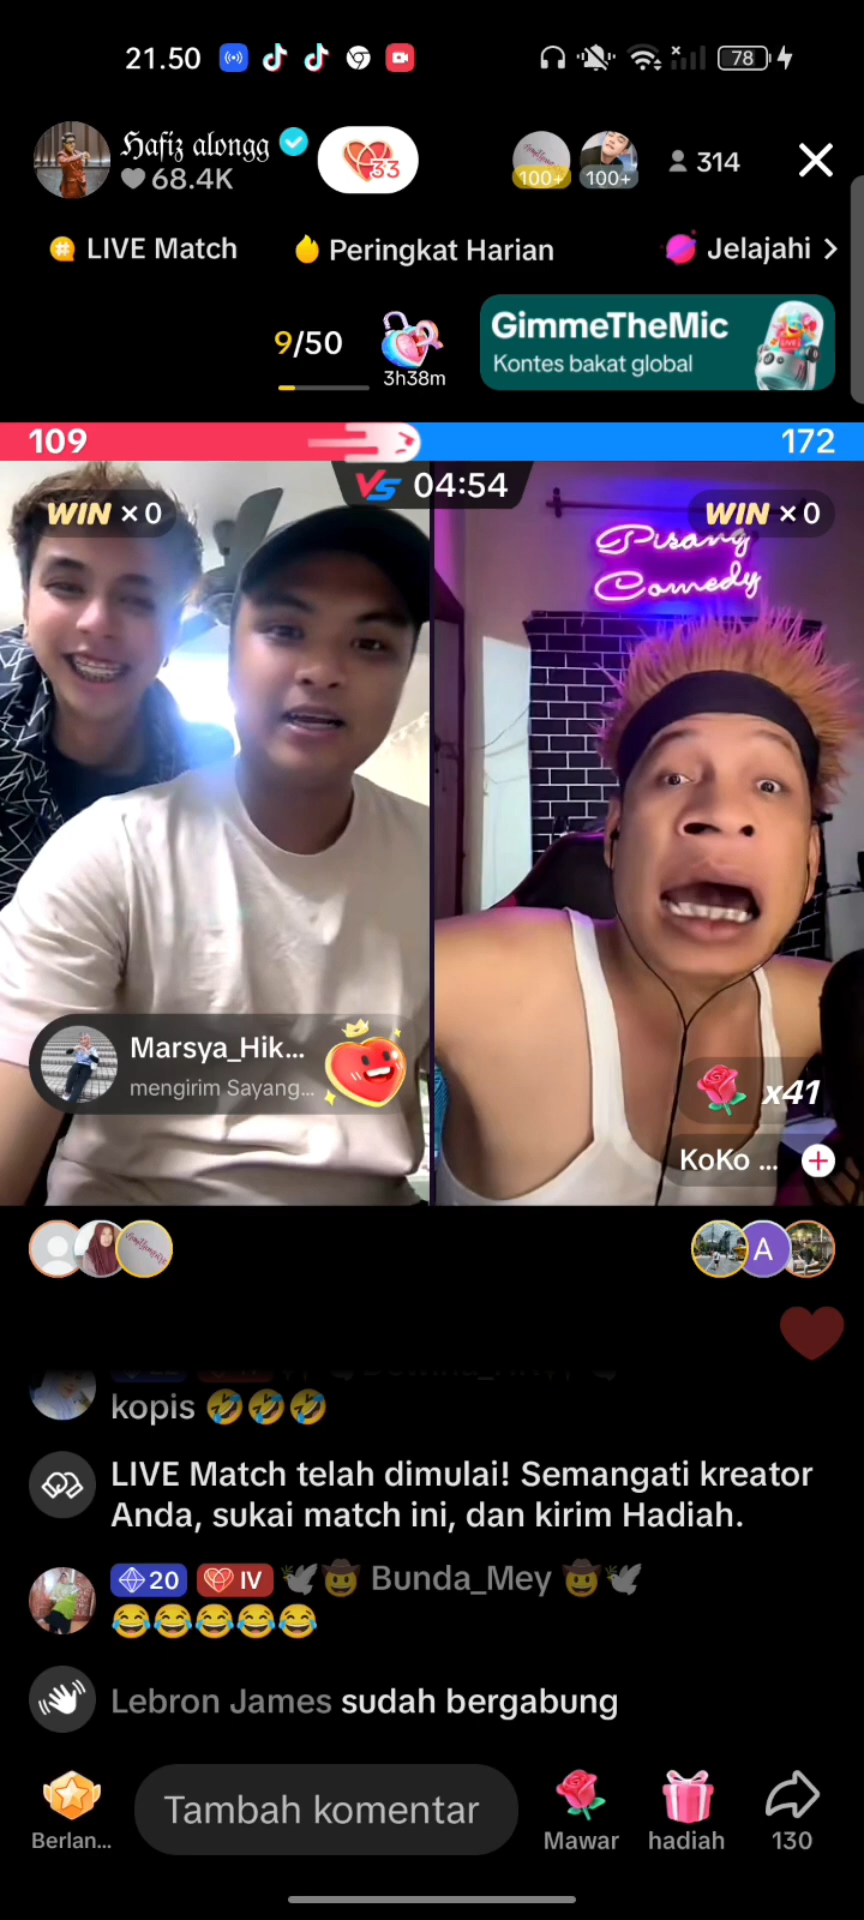 21.50
78
Hafiz alongg
68.4K
33
100+
100+
314
LIVE Match
Peringkat Harian
Jelajahi >
9/50
3h38m
GimmeTheMic
Kontes bakat global
LIVE
109
172
VS 04:54
WIN × 0
WIN × 0
Pisang
Comedy
Marsya_Hik...
mengirim Sayang...
x41
KoKo ...
A
kopis 🤣🤣🤣
LIVE Match telah dimulai! Semangati kreator
Anda, sukai match ini, dan kirim Hadiah.
20 IV 🕊️🤠 Bunda_Mey 🤠🕊️
😂😂😂😂😂
Lebron James sudah bergabung
Tambah komentar
Berlan...
Mawar
hadiah
130